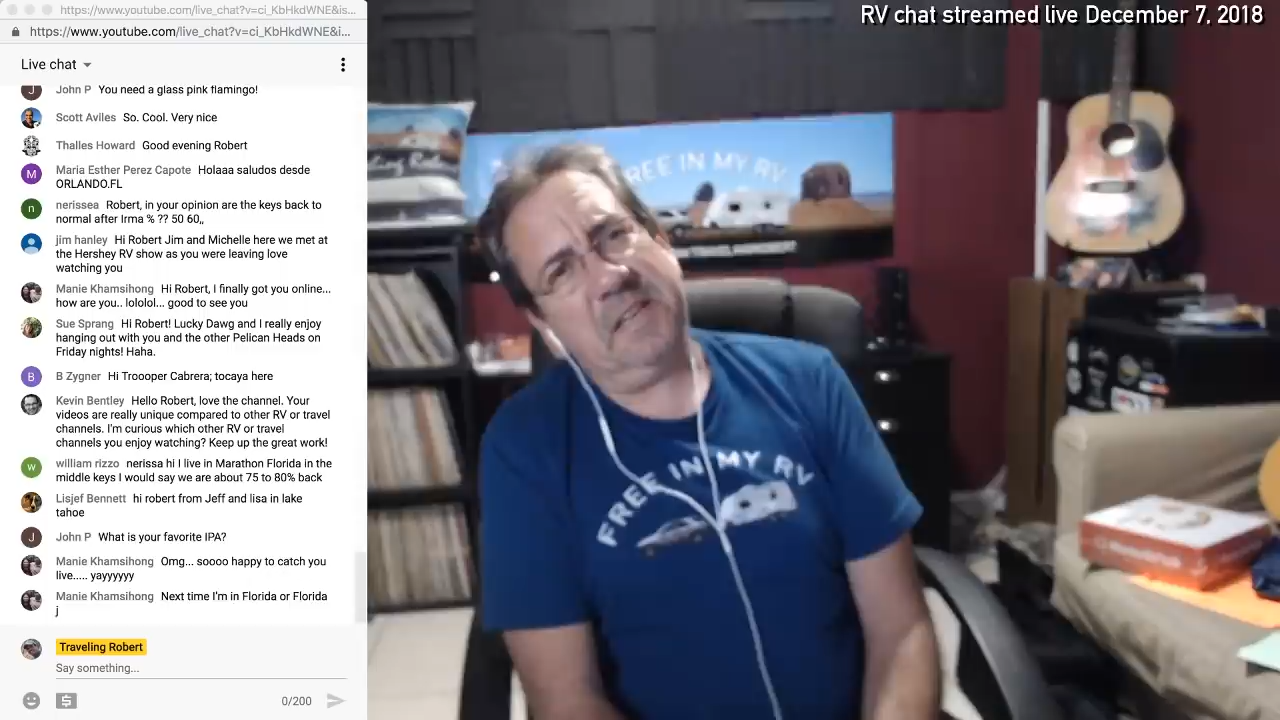 RV chat streamed live December 7, 2018
https://www.youtube.com/live_chat?v=ci_KbHkdWNE&is...
https://www.youtube.com/live_chat?v=ci_KbHkdWNE&i...
Live chat
John P You need a glass pink flamingo!
Scott Aviles So. Cool. Very nice
Thalles Howard Good evening Robert
Maria Esther Perez Capote Holaaa saludos desde
ORLANDO.FL
nerissea Robert, in your opinion are the keys back to
normal after Irma % ?? 50 60,,
jim hanley Hi Robert Jim and Michelle here we met at
the Hershey RV show as you were leaving love
watching you
Manie Khamsihong Hi Robert, I finally got you online...
how are you.. lololol... good to see you
Sue Sprang Hi Robert! Lucky Dawg and I really enjoy
hanging out with you and the other Pelican Heads on
Friday nights! Haha.
B Zygner Hi Troooper Cabrera; tocaya here
Kevin Bentley Hello Robert, love the channel. Your
videos are really unique compared to other RV or travel
channels. I'm curious which other RV or travel
channels you enjoy watching? Keep up the great work!
william rizzo nerissa hi I live in Marathon Florida in the
middle keys I would say we are about 75 to 80% back
Lisjef Bennett hi robert from Jeff and lisa in lake
tahoe
John P What is your favorite IPA?
Manie Khamsihong Omg... soooo happy to catch you
live..... yayyyyyy
Manie Khamsihong Next time I'm in Florida or Florida
j
Traveling Robert
Say something...
0/200
FREE IN MY RV
FREE IN MY RV